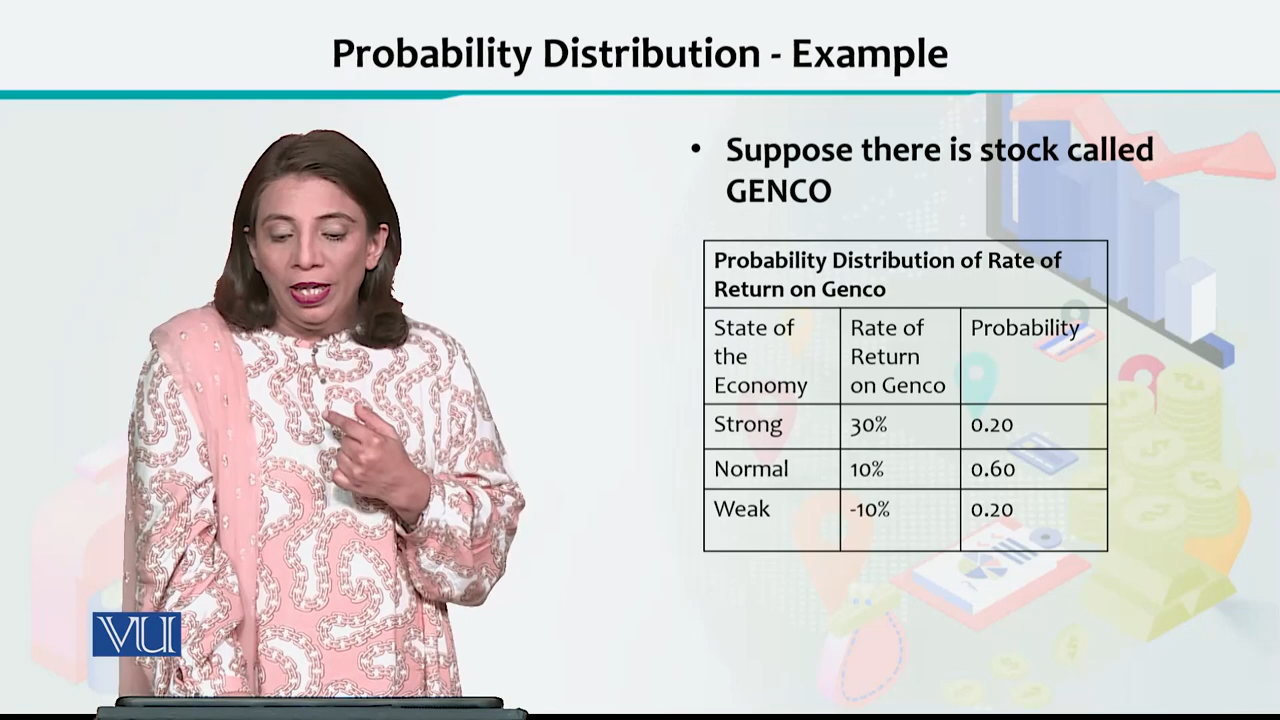 Probability Distribution - Example
• Suppose there is stock called
GENCO
Probability Distribution of Rate of
Return on Genco
State of the Economy Rate of Return on Genco Probability
Strong 30% 0.20
Normal 10% 0.60
Weak -10% 0.20
VU